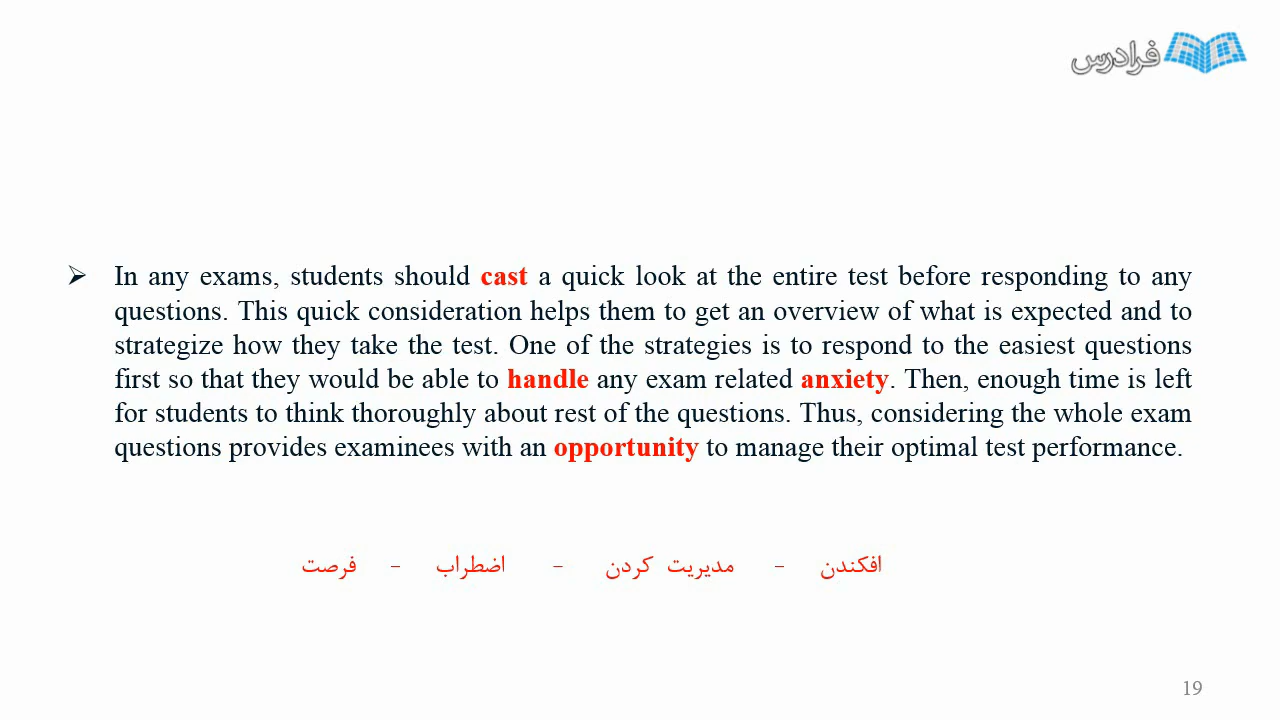 فرادرس
➢ In any exams, students should cast a quick look at the entire test before responding to any
questions. This quick consideration helps them to get an overview of what is expected and to
strategize how they take the test. One of the strategies is to respond to the easiest questions
first so that they would be able to handle any exam related anxiety. Then, enough time is left
for students to think thoroughly about rest of the questions. Thus, considering the whole exam
questions provides examinees with an opportunity to manage their optimal test performance.
افکندن - مدیریت کردن - اضطراب - فرصت
19